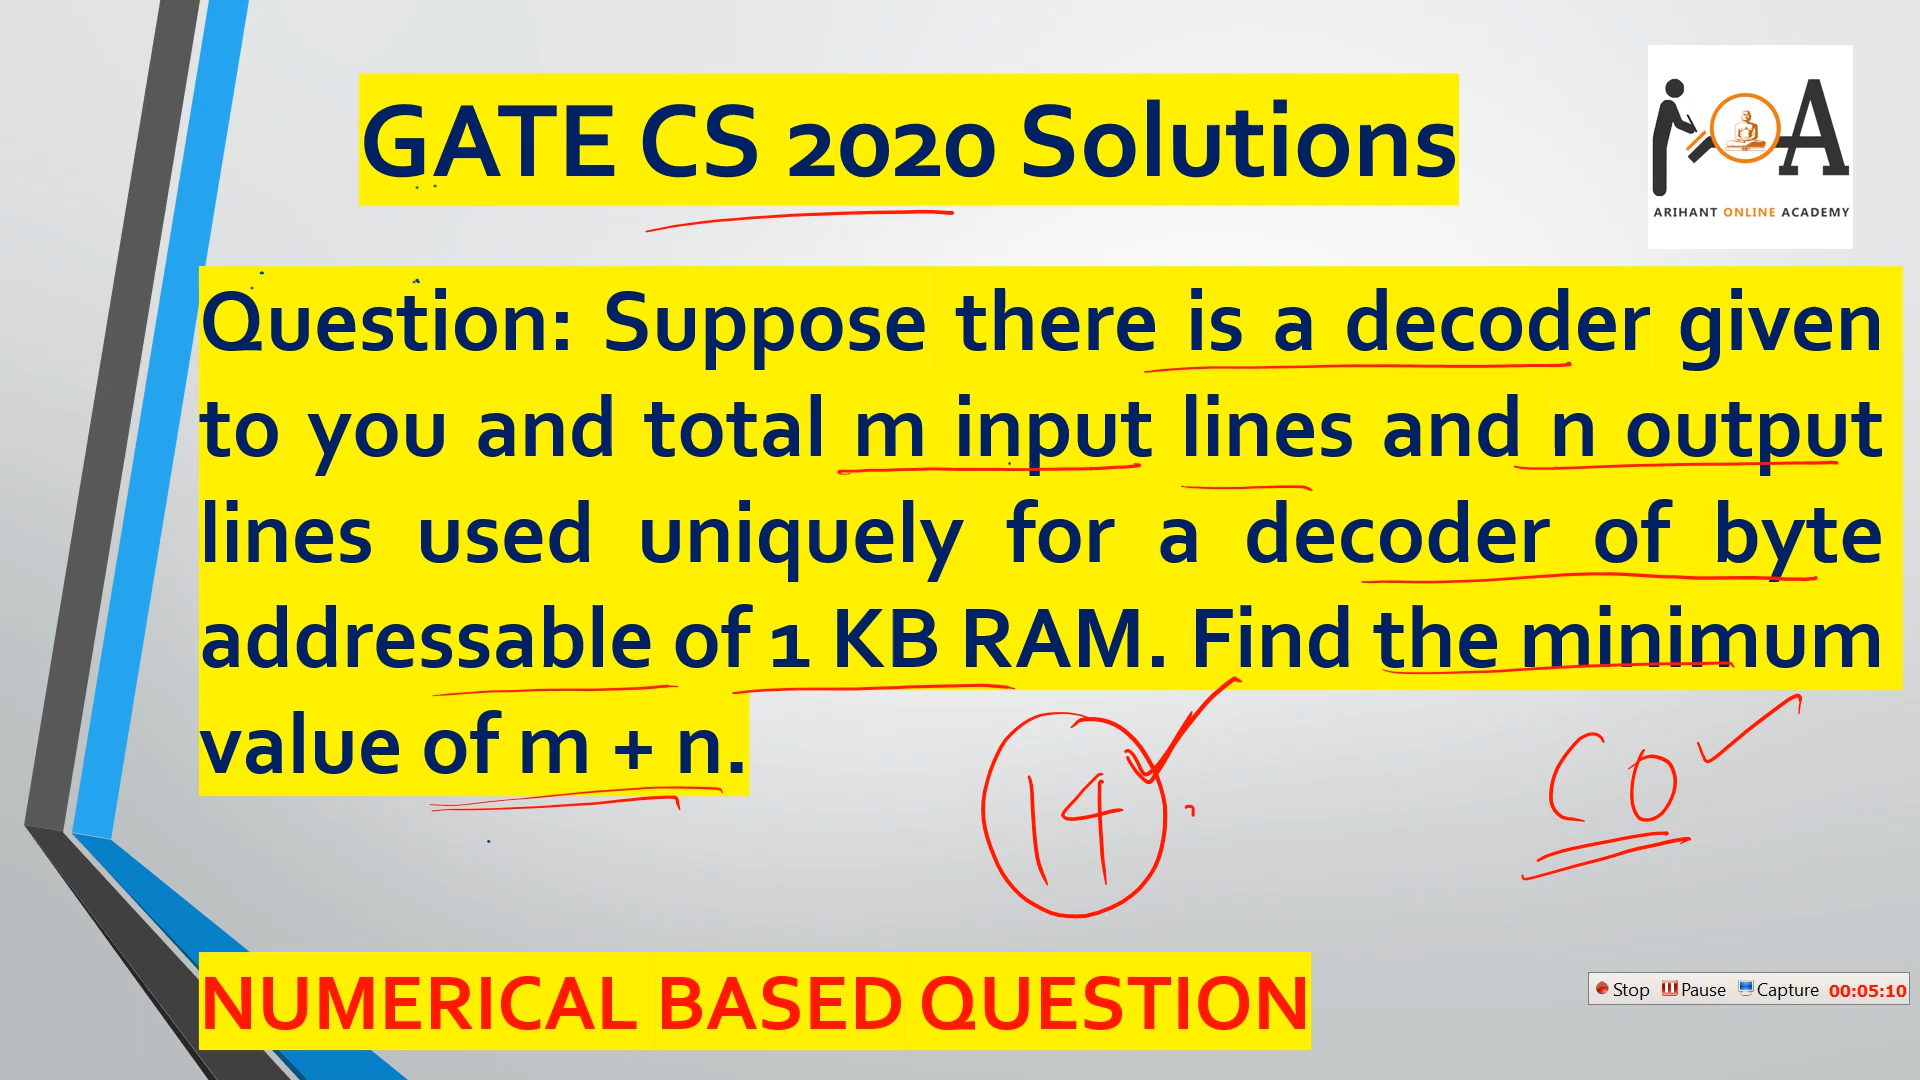 GATE CS 2020 Solutions
ARIHANT ONLINE ACADEMY
Question: Suppose there is a decoder given
to you and total m input lines and n output
lines used uniquely for a decoder of byte
addressable of 1 KB RAM. Find the minimum
value of m + n.
14
CO
NUMERICAL BASED QUESTION
Stop Pause Capture 00:05:10